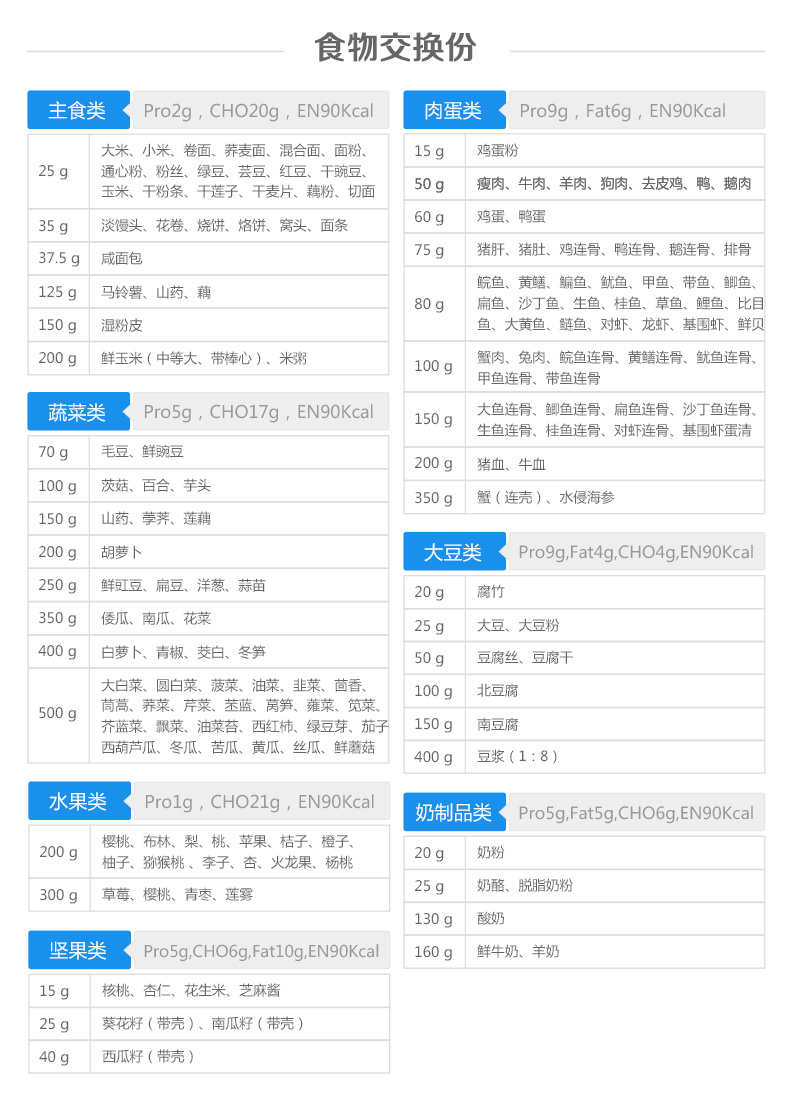 食物交换份
主食类
Pro2g，CHO20g，EN90Kcal
25 g
大米、小米、卷面、荞麦面、混合面、面粉、
通心粉、粉丝、绿豆、芸豆、红豆、干豌豆、
玉米、干粉条、干莲子、干麦片、藕粉、切面
35 g
淡馒头、花卷、烧饼、烙饼、窝头、面条
37.5 g
咸面包
125 g
马铃薯、山药、藕
150 g
湿粉皮
200 g
鲜玉米（中等大、带棒心）、米粥
蔬菜类
Pro5g，CHO17g，EN90Kcal
70 g
毛豆、鲜豌豆
100 g
茨菇、百合、芋头
150 g
山药、荸荠、莲藕
200 g
胡萝卜
250 g
鲜豇豆、扁豆、洋葱、蒜苗
350 g
倭瓜、南瓜、花菜
400 g
白萝卜、青椒、茭白、冬笋
500 g
大白菜、圆白菜、菠菜、油菜、韭菜、茴香、
茼蒿、荞菜、芹菜、苤蓝、莴笋、蕹菜、笕菜、
芥蓝菜、瓢菜、油菜苔、西红柿、绿豆芽、茄子
西葫芦瓜、冬瓜、苦瓜、黄瓜、丝瓜、鲜蘑菇
水果类
Pro1g，CHO21g，EN90Kcal
200 g
樱桃、布林、梨、桃、苹果、桔子、橙子、
柚子、猕猴桃 、李子、杏、火龙果、杨桃
300 g
草莓、樱桃、青枣、莲雾
坚果类
Pro5g,CHO6g,Fat10g,EN90Kcal
15 g
核桃、杏仁、花生米、芝麻酱
25 g
葵花籽（带壳）、南瓜籽（带壳）
40 g
西瓜籽（带壳）
肉蛋类
Pro9g，Fat6g，EN90Kcal
15 g
鸡蛋粉
50 g
瘦肉、牛肉、羊肉、狗肉、去皮鸡、鸭、鹅肉
60 g
鸡蛋、鸭蛋
75 g
猪肝、猪肚、鸡连骨、鸭连骨、鹅连骨、排骨
80 g
鲩鱼、黄鳝、鳊鱼、鱿鱼、甲鱼、带鱼、鲫鱼、
扁鱼、沙丁鱼、生鱼、桂鱼、草鱼、鲤鱼、比目
鱼、大黄鱼、鲢鱼、对虾、龙虾、基围虾、鲜贝
100 g
蟹肉、兔肉、鲩鱼连骨、黄鳝连骨、鱿鱼连骨、
甲鱼连骨、带鱼连骨
150 g
大鱼连骨、鲫鱼连骨、扁鱼连骨、沙丁鱼连骨、
生鱼连骨、桂鱼连骨、对虾连骨、基围虾蛋清
200 g
猪血、牛血
350 g
蟹（连壳）、水侵海参
大豆类
Pro9g,Fat4g,CHO4g,EN90Kcal
20 g
腐竹
25 g
大豆、大豆粉
50 g
豆腐丝、豆腐干
100 g
北豆腐
150 g
南豆腐
400 g
豆浆（1：8）
奶制品类
Pro5g,Fat5g,CHO6g,EN90Kcal
20 g
奶粉
25 g
奶酪、脱脂奶粉
130 g
酸奶
160 g
鲜牛奶、羊奶